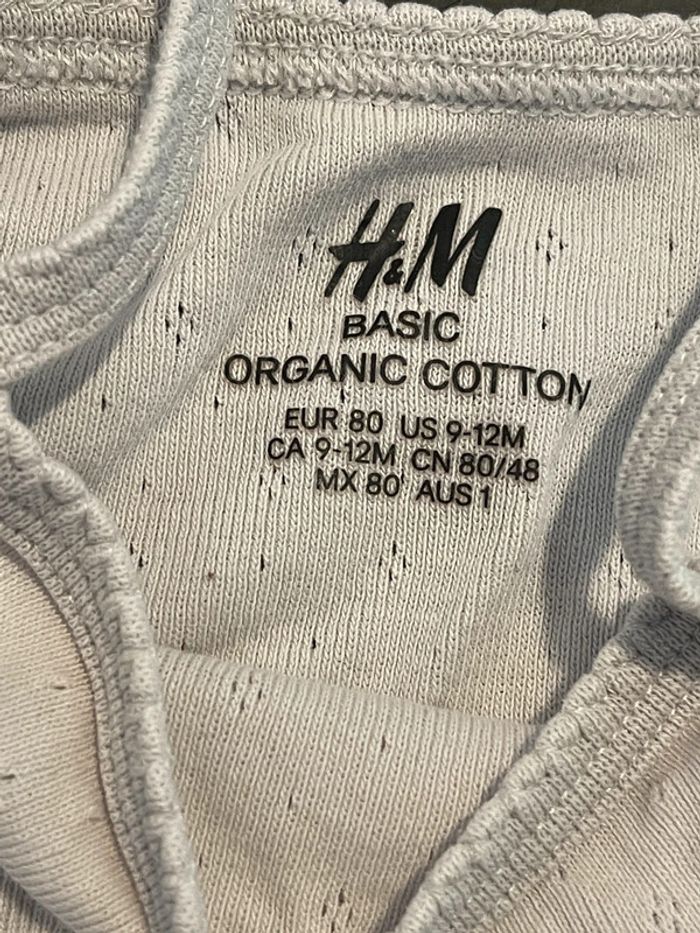 H&M
BASIC
ORGANIC COTTON
EUR 80 US 9-12M
CA 9-12M CN 80/48
MX 80 AUS 1